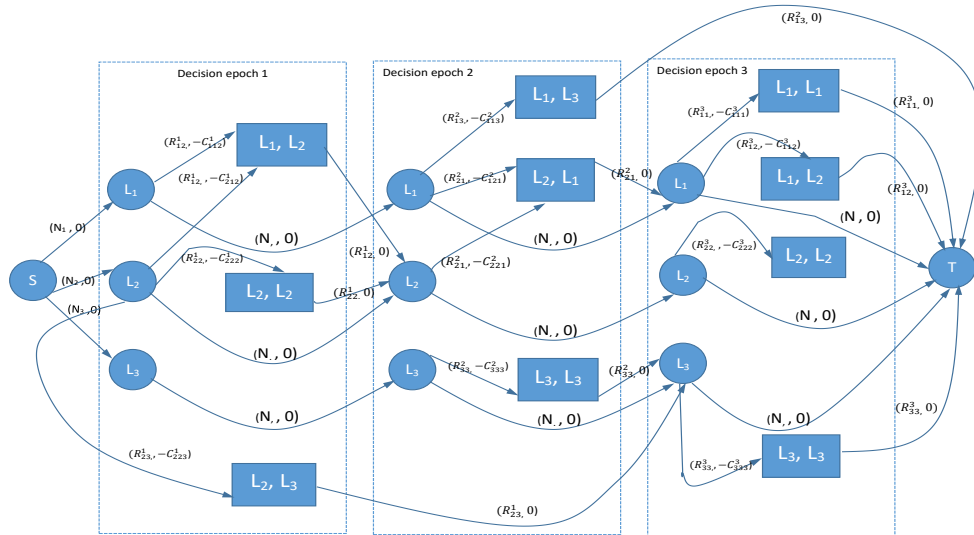 (R²₁₃, 0)
Decision epoch 1
Decision epoch 2
Decision epoch 3
L₁, L₃
L₁, L₁
(R²₁₃, −C²₁₁₃)
(R³₁₁, −C³₁₁₁)
(R³₁₁, 0)
(R¹₁₂, −C¹₁₁₂)
L₁, L₂
(R³₁₂, −C³₁₁₂)
(R¹₁₂, −C¹₂₁₂)
(R²₂₁, −C²₁₂₁)
L₂, L₁
(R²₂₁, 0)
L₁, L₂
(R³₁₂, 0)
L₁
L₁
L₁
(N₁ , 0)
(N, , 0)
(N, , 0)
(N , 0)
(R¹₁₂, 0)
(R³₂₂, −C³₂₂₂)
L₂, L₂
(R¹₂₂, −C¹₂₂₂)
(R²₂₁, −C²₂₂₁)
S
(N₂ ,0)
L₂
L₂, L₂
(R¹₂₂, 0)
L₂
L₂
T
(N₃ ,0)
(N. , 0)
(N. , 0)
(N , 0)
L₃
L₃
(R²₃₃, −C²₃₃₃)
L₃, L₃
(R²₃₃, 0)
L₃
(N, , 0)
(N. , 0)
(N, , 0)
(R³₃₃, 0)
(R¹₂₃, −C¹₂₂₃)
L₂, L₃
(R³₃₃, −C³₃₃₃)
L₃, L₃
(R¹₂₃, 0)